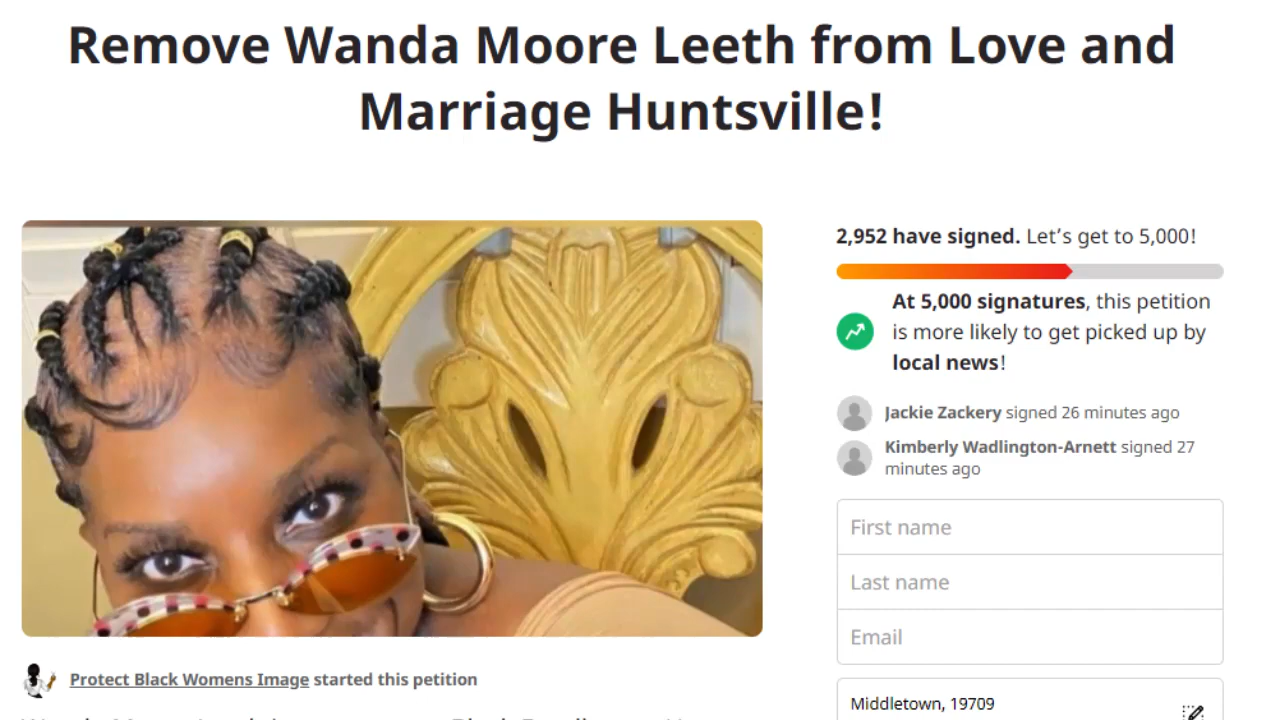 Remove Wanda Moore Leeth from Love and
Marriage Huntsville!
2,952 have signed. Let's get to 5,000!
At 5,000 signatures, this petition
is more likely to get picked up by
local news!
Jackie Zackery signed 26 minutes ago
Kimberly Wadlington-Arnett signed 27
minutes ago
First name
Last name
Email
Protect Black Womens Image started this petition
Middletown, 19709